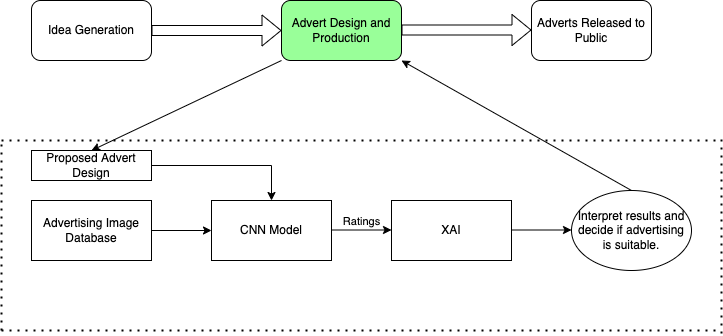 Idea Generation
Advert Design and
Production
Adverts Released to
Public
Proposed Advert
Design
Advertising Image
Database
CNN Model
Ratings
XAI
Interpret results and
decide if advertising
is suitable.